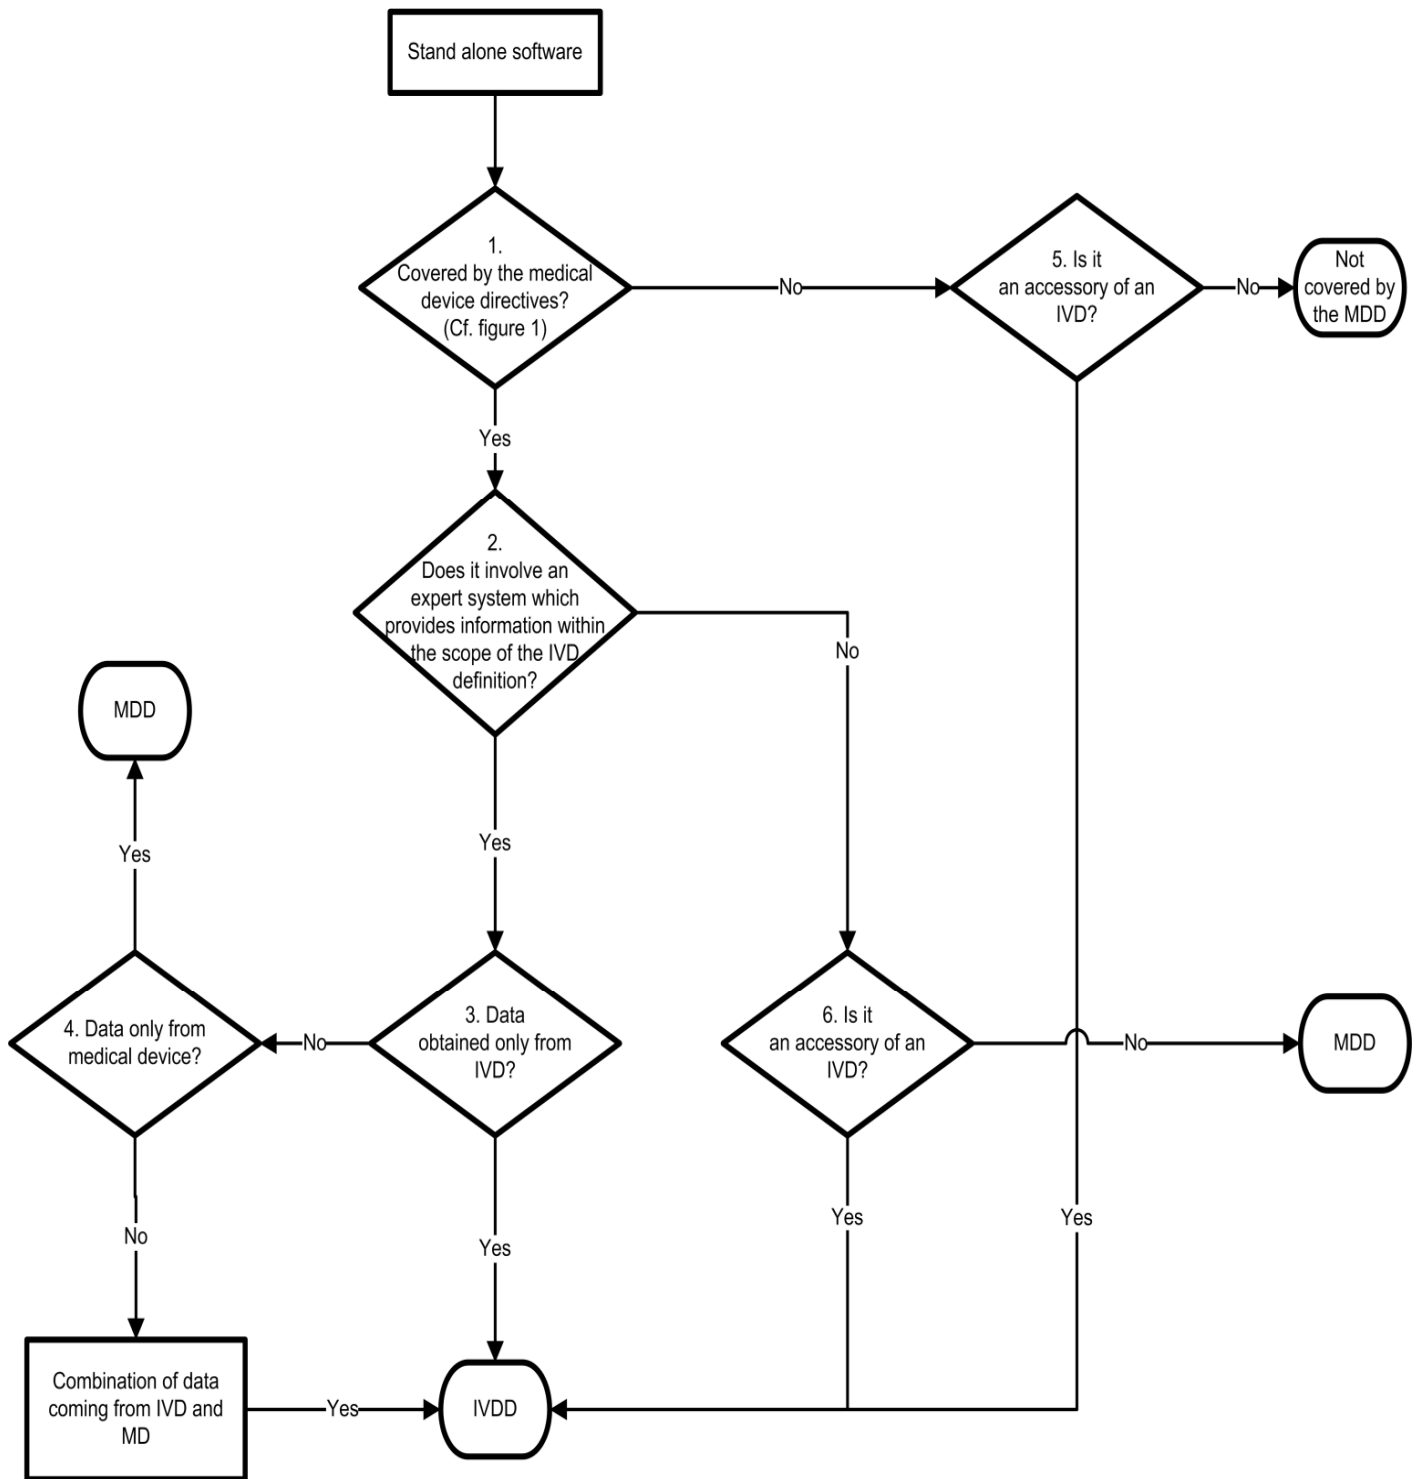 Stand alone software
1.
Covered by the medical
device directives?
(Cf. figure 1)
No
5. Is it
an accessory of an
IVD?
No
Not
covered by
the MDD
Yes
2.
Does it involve an
expert system which
provides information within
the scope of the IVD
definition?
No
MDD
Yes
Yes
4. Data only from
medical device?
No
3. Data
obtained only from
IVD?
6. Is it
an accessory of an
IVD?
No
MDD
No
Yes
Yes
Yes
Combination of data
coming from IVD and
MD
Yes
IVDD